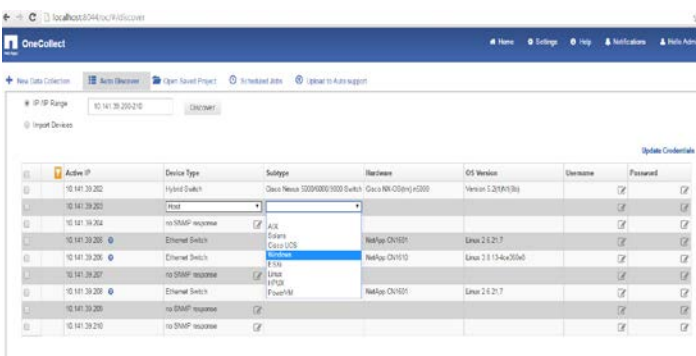 localhost:8044/oc/#/discover
OneCollect
Home Settings Help Notifications Hello Adm
New Data Collection Auto Discover Open Saved Project Scheduled Jobs Upload to Auto support
IP/IP Range 10.141.39.200-210 Discover
Import Devices
Update Credentials
Active IP Device Type Subtype Hardware OS Version Username Password
10.141.39.202 Hybrid Switch Cisco Nexus 5000/6000/9000 Switch Cisco NX-OS(tm) n5000
10.141.39.203 Host
10.141.39.204 no SNMP response
AIX
Solaris
Cisco UCS
Windows
ESXi
Linux
HPUX
PowerVM
Ethernet Switch NetApp CN1601 Linux 2.6.21.7
10.141.39.206 Ethernet Switch NetApp CN1610
10.141.39.207 no SNMP response
10.141.39.208 Ethernet Switch NetApp CN1601 Linux 2.6.21.7
10.141.39.209 no SNMP response
10.141.39.210 no SNMP response